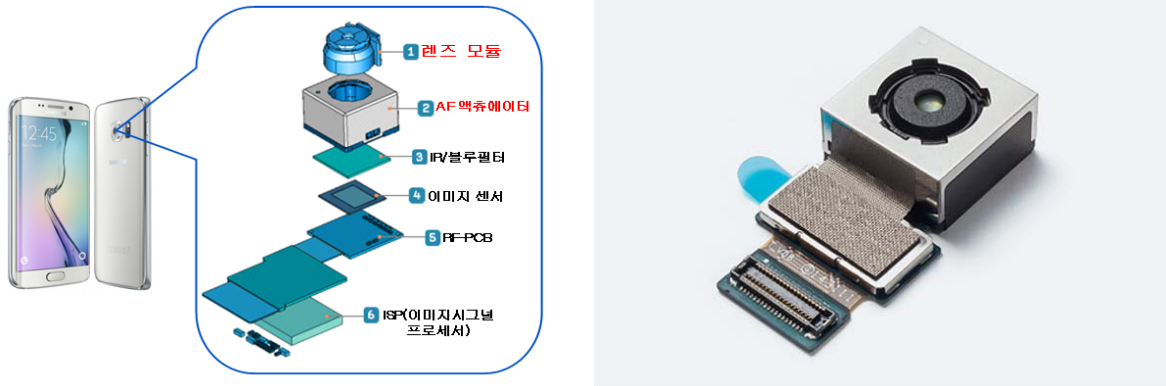 12:45
SAMSUNG
1 렌즈 모듈
2 AF 액츄에이터
3 IR/블루필터
4 이미지 센서
5 RF-PCB
6 ISP(이미지시그널
프로세서)